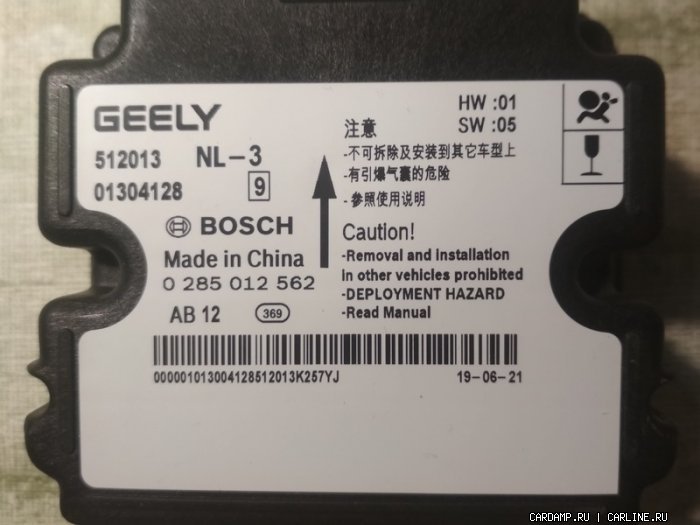 GEELY
512013 NL-3
01304128 9
BOSCH
Made in China
0 285 012 562
AB 12 369
HW :01
SW :05
注意
-不可拆除及安装到其它车型上
-有引爆气囊的危险
-参照使用说明
Caution!
-Removal and installation
in other vehicles prohibited
-DEPLOYMENT HAZARD
-Read Manual
000001013004128512013K257YJ 19-06-21
CARDAMP.RU | CARLINE.RU